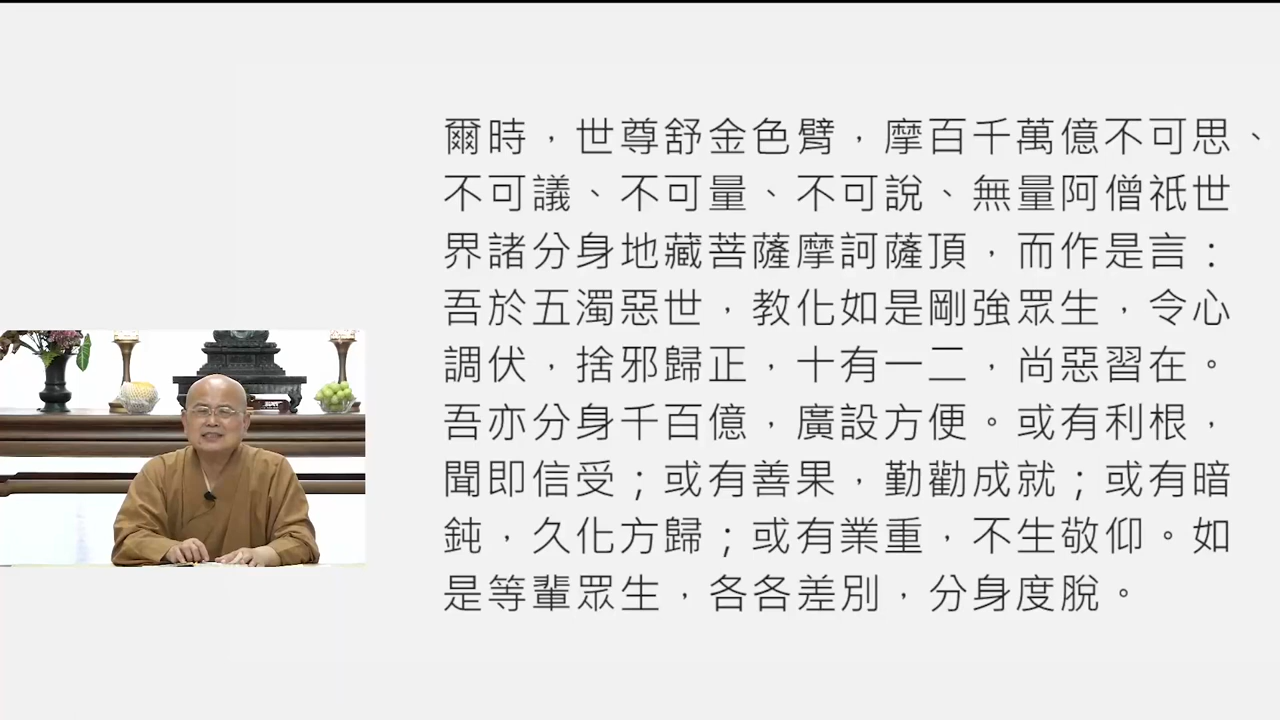 爾時，世尊舒金色臂，摩百千萬億不可思、
不可議、不可量、不可說、無量阿僧祇世
界諸分身地藏菩薩摩訶薩頂，而作是言：
吾於五濁惡世，教化如是剛強眾生，令心
調伏，捨邪歸正，十有一二，尚惡習在。
吾亦分身千百億，廣設方便。或有利根，
聞即信受；或有善果，勤勸成就；或有暗
鈍，久化方歸；或有業重，不生敬仰。如
是等輩眾生，各各差別，分身度脫。